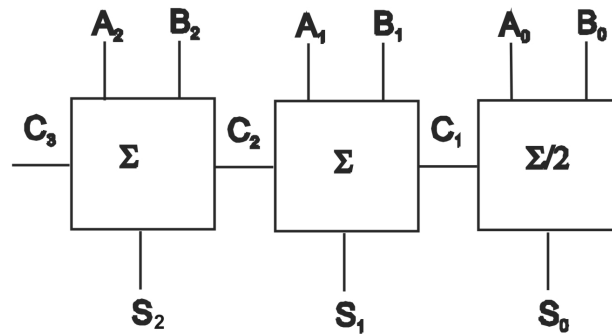 A₂ B₂ A₁ B₁ A₀ B₀
C₃ Σ C₂ Σ C₁ Σ/2
S₂ S₁ S₀